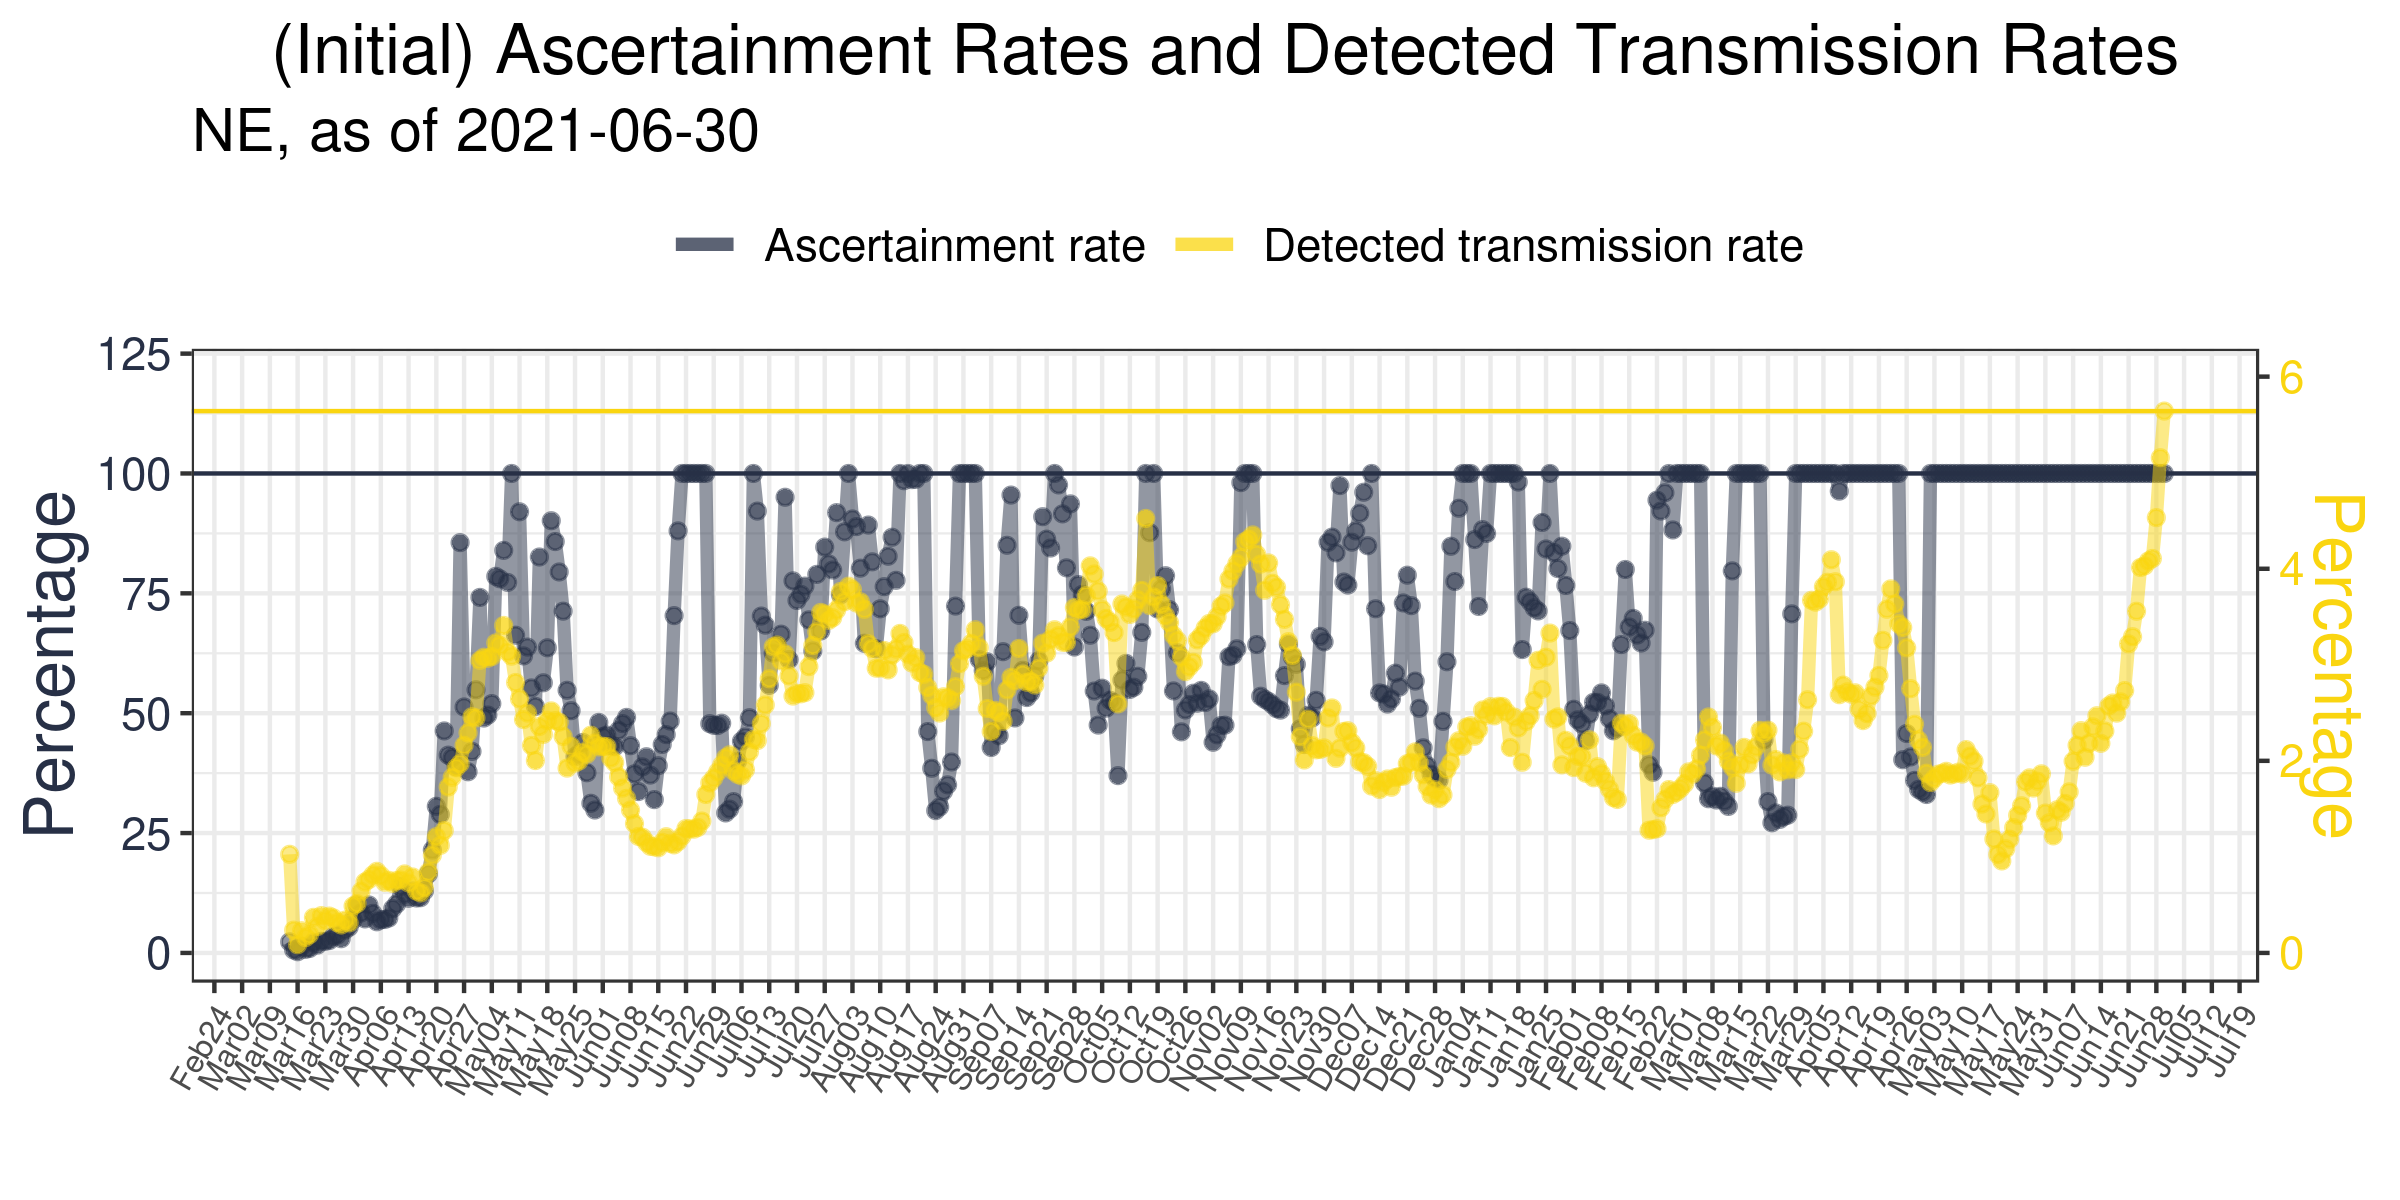 (Initial) Ascertainment Rates and Detected Transmission Rates
NE, as of 2021-06-30
Ascertainment rate
Detected transmission rate
Percentage
125
100
75
50
25
0
6
4
2
0
Percentage
Feb24
Mar02
Mar09
Mar16
Mar23
Mar30
Apr06
Apr13
Apr20
Apr27
May04
May11
May18
May25
Jun01
Jun08
Jun15
Jun22
Jun29
Jul06
Jul13
Jul20
Jul27
Aug03
Aug10
Aug17
Aug24
Aug31
Sep07
Sep14
Sep21
Sep28
Oct05
Oct12
Oct19
Oct26
Nov02
Nov09
Nov16
Nov23
Nov30
Dec07
Dec14
Dec21
Dec28
Jan04
Jan11
Jan18
Jan25
Feb01
Feb08
Feb15
Feb22
Mar01
Mar08
Mar15
Mar22
Mar29
Apr05
Apr12
Apr19
Apr26
May03
May10
May17
May24
May31
Jun07
Jun14
Jun21
Jun28
Jul05
Jul12
Jul19